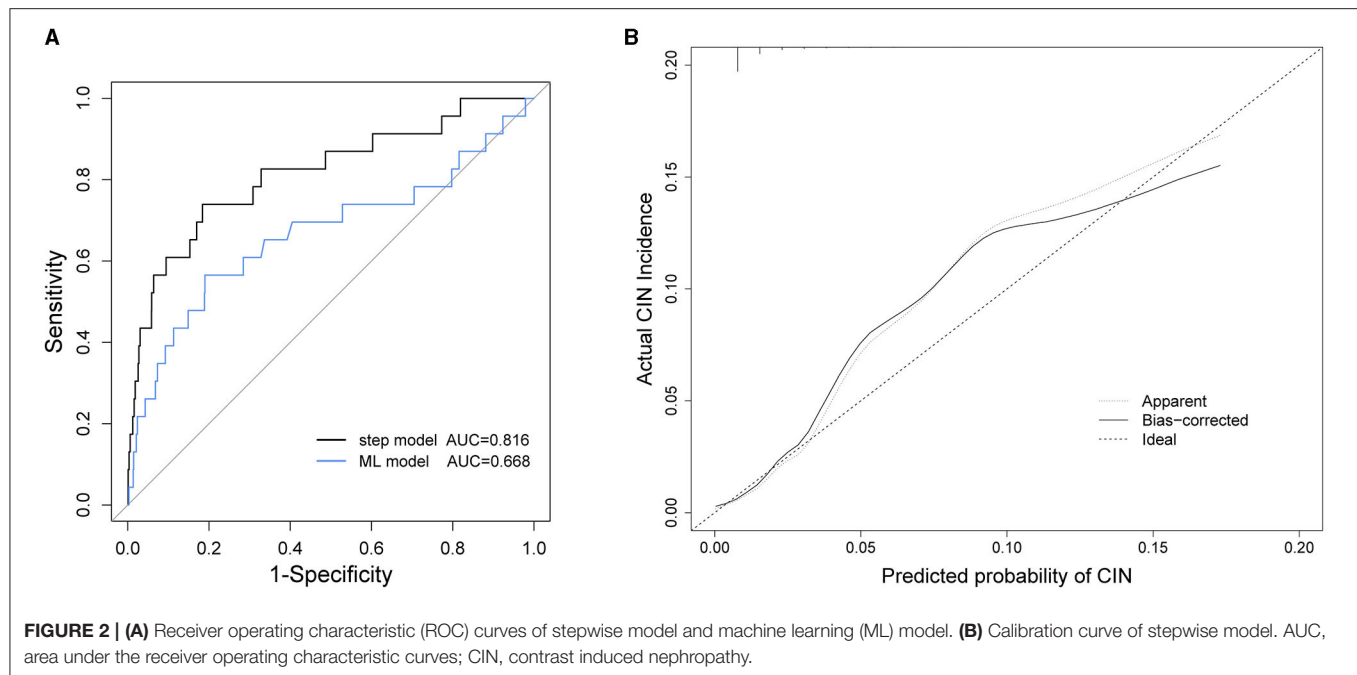 A
B
1.0
0.8
0.6
0.4
0.2
0.0
Sensitivity
step model AUC=0.816
ML model AUC=0.668
0.0 0.2 0.4 0.6 0.8 1.0
1-Specificity
0.20
0.15
0.10
0.05
0.00
Actual CIN Incidence
Apparent
Bias−corrected
Ideal
0.00 0.05 0.10 0.15 0.20
Predicted probability of CIN
FIGURE 2 | (A) Receiver operating characteristic (ROC) curves of stepwise model and machine learning (ML) model. (B) Calibration curve of stepwise model. AUC,
area under the receiver operating characteristic curves; CIN, contrast induced nephropathy.